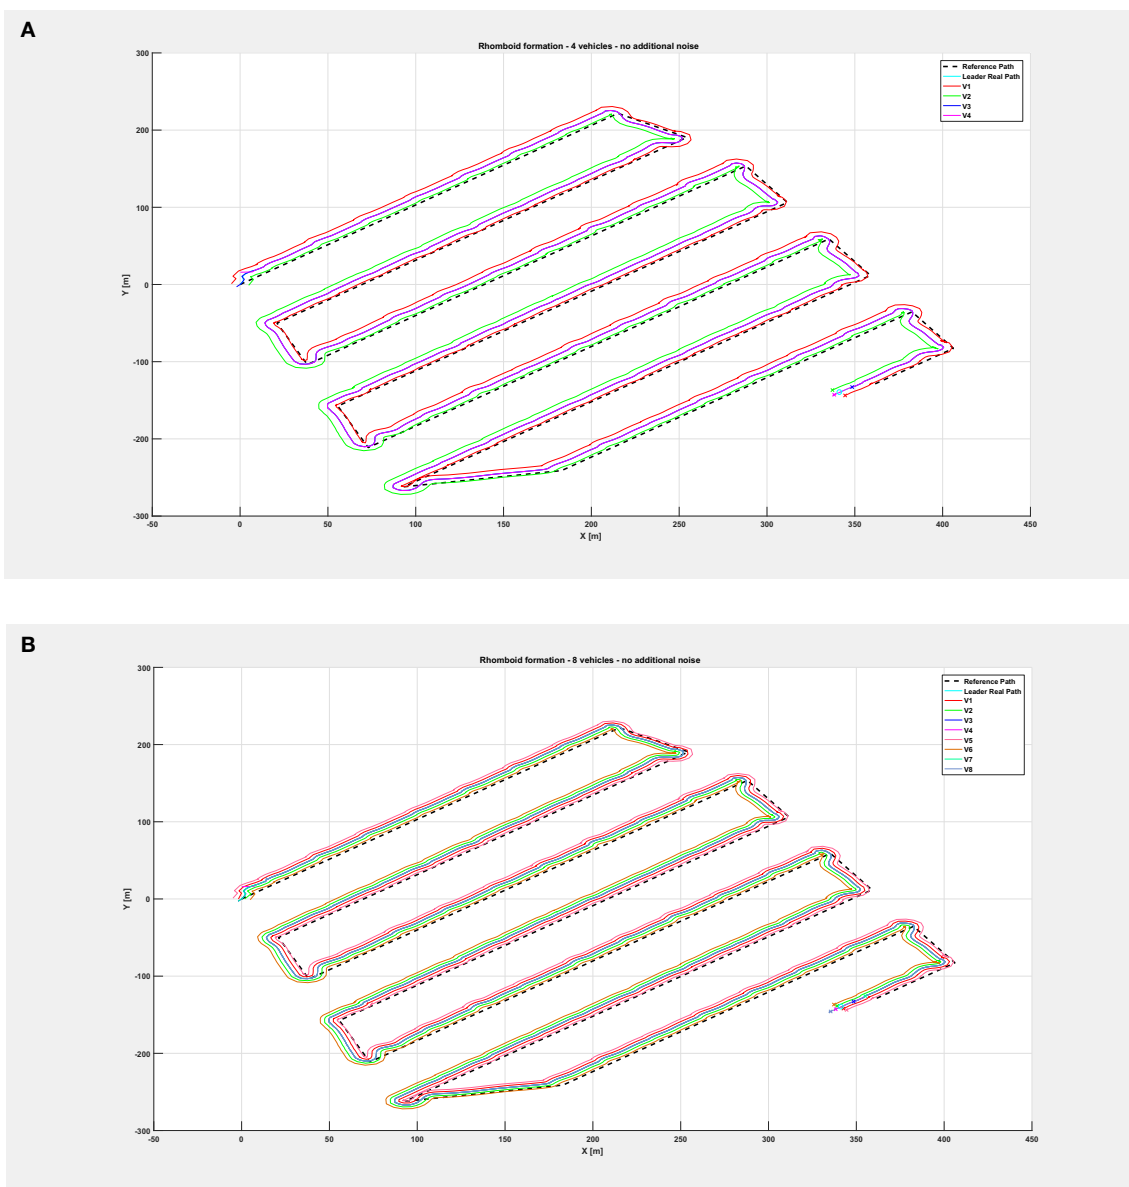 A
Rhomboid formation - 4 vehicles - no additional noise
Reference Path
Leader Real Path
V1
V2
V3
V4
300
200
100
0
-100
-200
-300
Y [m]
-50
0
50
100
150
200
250
300
350
400
450
X [m]
B
Rhomboid formation - 8 vehicles - no additional noise
Reference Path
Leader Real Path
V1
V2
V3
V4
V5
V6
V7
V8
300
200
100
0
-100
-200
-300
Y [m]
-50
0
50
100
150
200
250
300
350
400
450
X [m]